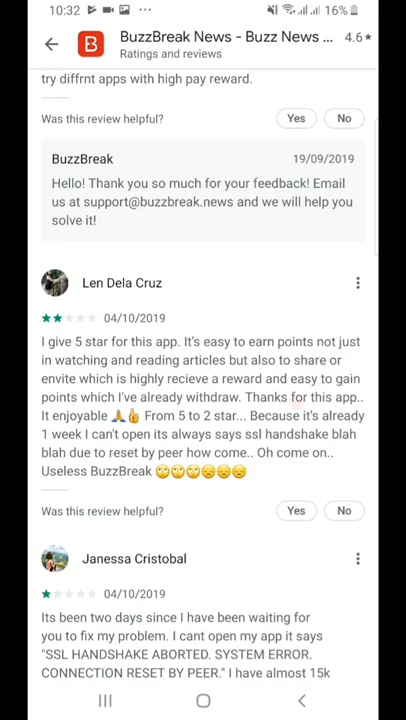 10:32
16%
BuzzBreak News - Buzz News ... 4.6★
Ratings and reviews
try diffrnt apps with high pay reward.
Was this review helpful? Yes No
BuzzBreak 19/09/2019
Hello! Thank you so much for your feedback! Email
us at support@buzzbreak.news and we will help you
solve it!
Len Dela Cruz
04/10/2019
I give 5 star for this app. It's easy to earn points not just
in watching and reading articles but also to share or
envite which is highly recieve a reward and easy to gain
points which I've already withdraw. Thanks for this app..
It enjoyable 🙏👍 From 5 to 2 star... Because it's already
1 week I can't open its always says ssl handshake blah
blah due to reset by peer how come.. Oh come on..
Useless BuzzBreak 🙄🙄🙄😞😞😞
Was this review helpful? Yes No
Janessa Cristobal
04/10/2019
Its been two days since I have been waiting for
you to fix my problem. I cant open my app it says
"SSL HANDSHAKE ABORTED. SYSTEM ERROR.
CONNECTION RESET BY PEER." I have almost 15k